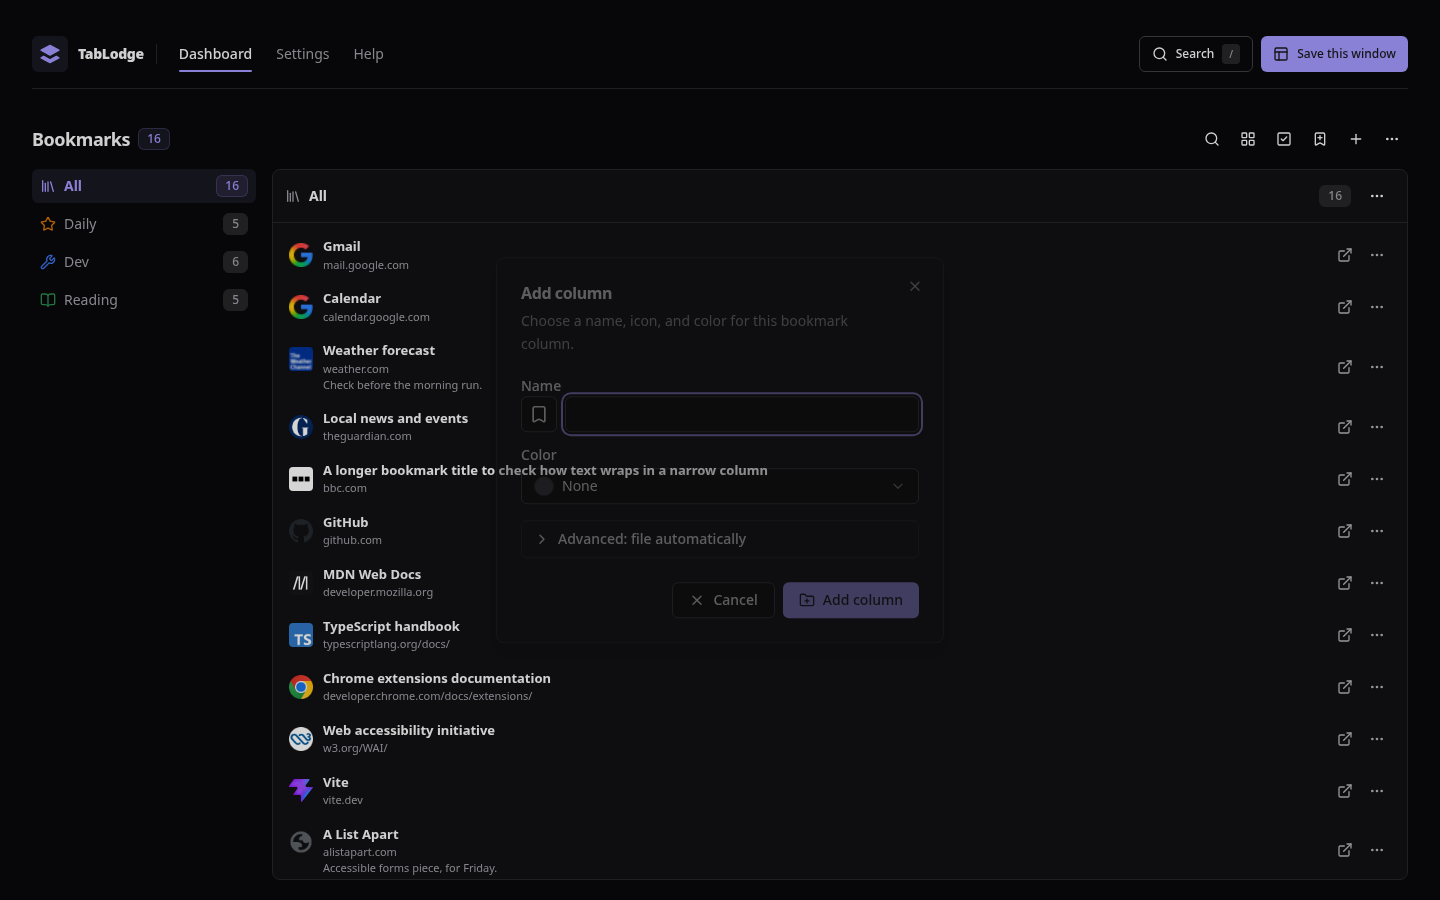 TabLodge
Dashboard
Settings
Help
Search
/
Save this window
Bookmarks
16
All
16
Daily
5
Dev
6
Reading
5
All
16
Gmail
mail.google.com
Calendar
calendar.google.com
Weather forecast
weather.com
Check before the morning run.
Local news and events
theguardian.com
A longer bookmark title to check how text wraps in a narrow column
bbc.com
GitHub
github.com
MDN Web Docs
developer.mozilla.org
TypeScript handbook
typescriptlang.org/docs/
Chrome extensions documentation
developer.chrome.com/docs/extensions/
Web accessibility initiative
w3.org/WAI/
Vite
vite.dev
A List Apart
alistapart.com
Accessible forms piece, for Friday.
The
Weather
Channel
TS
Add column
Choose a name, icon, and color for this bookmark
column.
Name
Color
None
Advanced: file automatically
Cancel
Add column